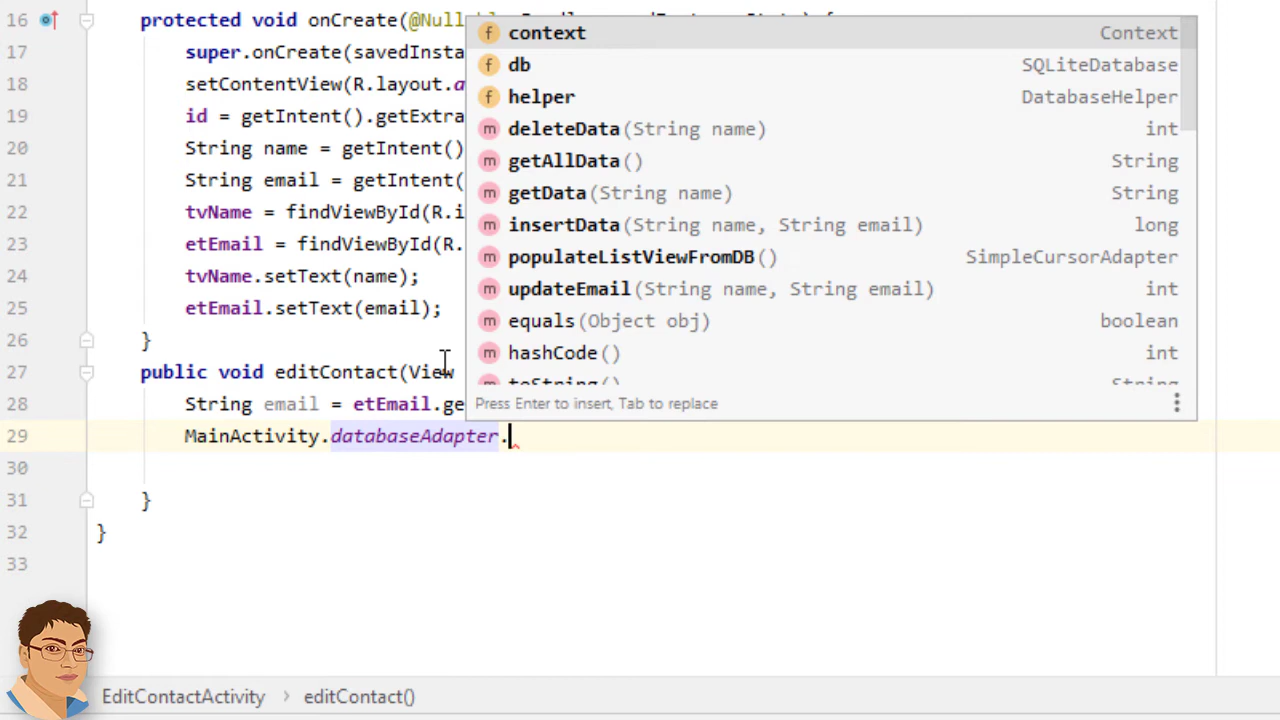 16 protected void onCreate(@Null
17 super.onCreate(savedInsta
18 setContentView(R.layout.a
19 id = getIntent().getExtra
20 String name = getIntent()
21 String email = getIntent(
22 tvName = findViewById(R.i
23 etEmail = findViewById(R.
24 tvName.setText(name);
25 etEmail.setText(email);
26 }
27 public void editContact(View
28 String email = etEmail.ge
29 MainActivity.databaseAdapter.
30
31 }
32 }
33
f context Context
f db SQLiteDatabase
f helper DatabaseHelper
m deleteData(String name) int
m getAllData() String
m getData(String name) String
m insertData(String name, String email) long
m populateListViewFromDB() SimpleCursorAdapter
m updateEmail(String name, String email) int
m equals(Object obj) boolean
m hashCode() int
m toString() String
Press Enter to insert, Tab to replace
EditContactActivity › editContact()